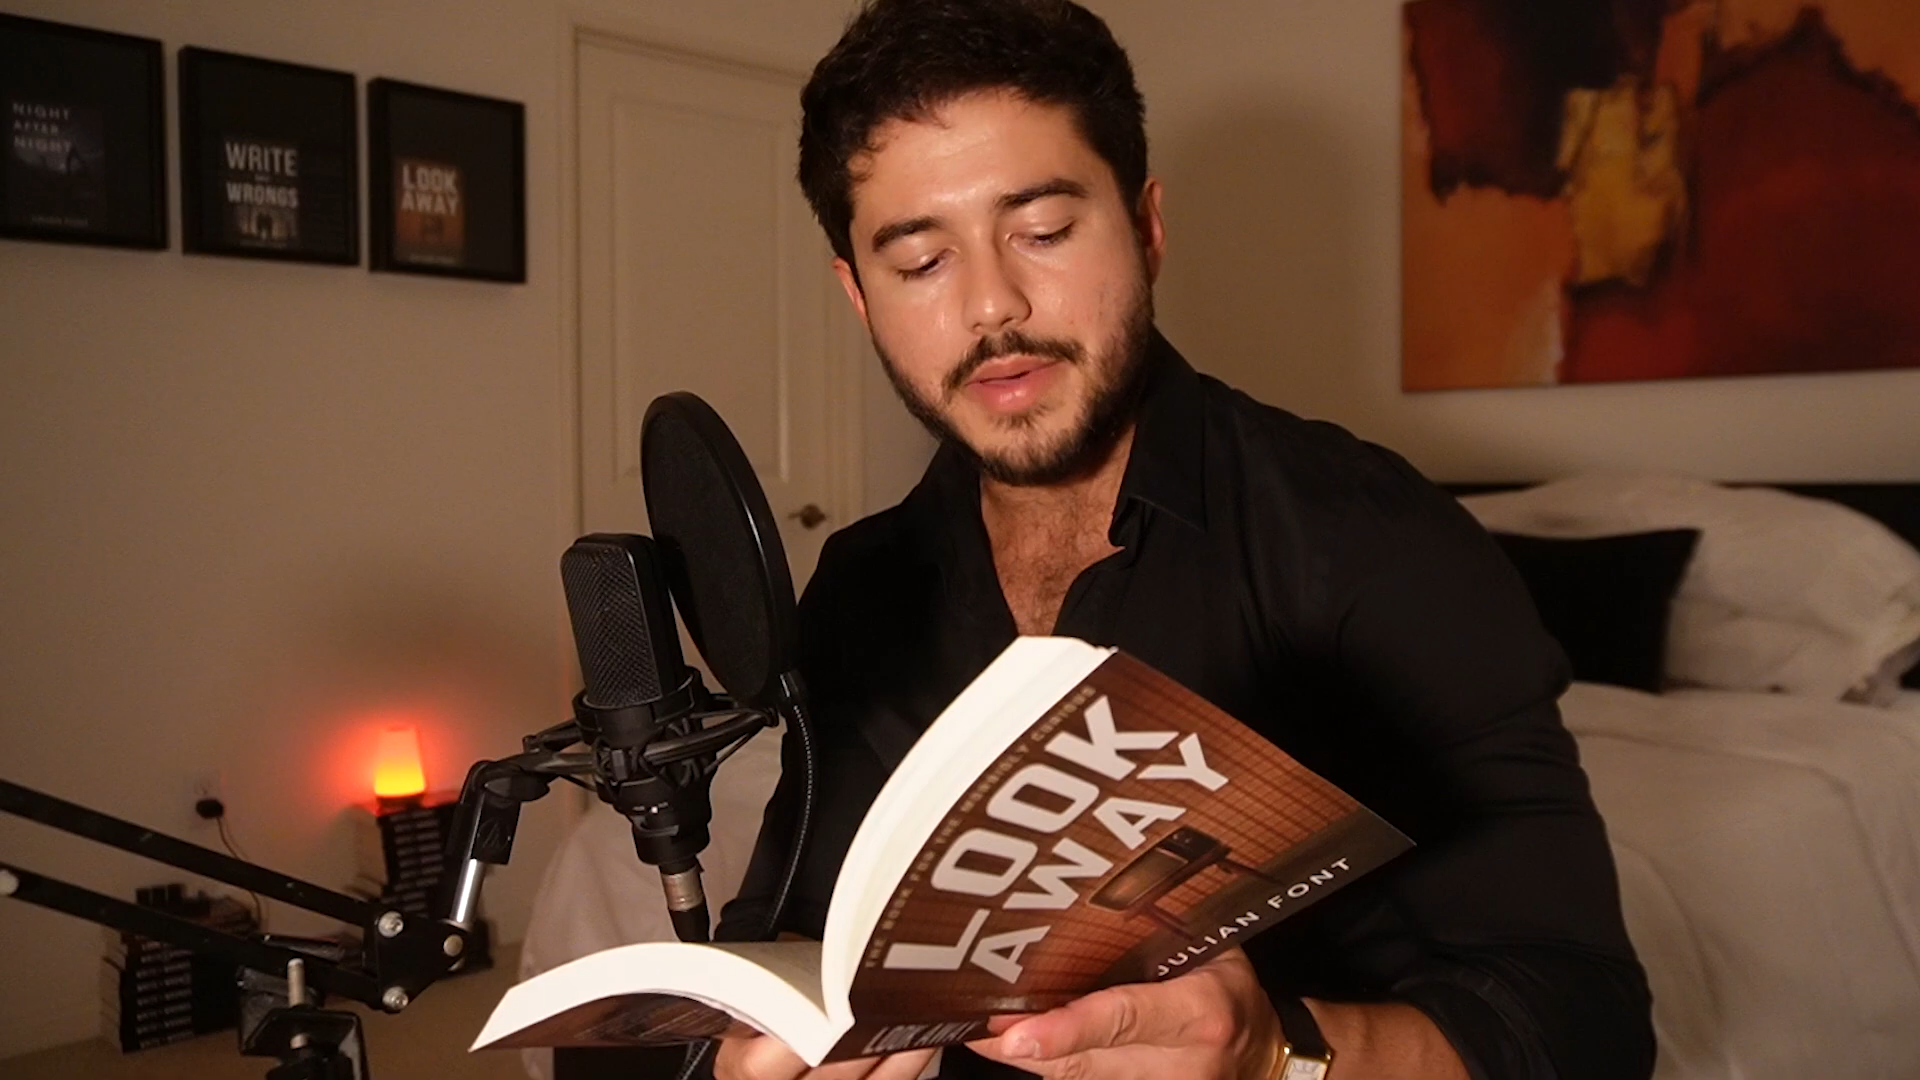 NIGHT
AFTER
NIGHT
WRITE
WRONGS
LOOK
AWAY
THE BOOK FOR THE MORBIDLY CURIOUS
LOOK
AWAY
JULIAN FONT
LOOK AWAY